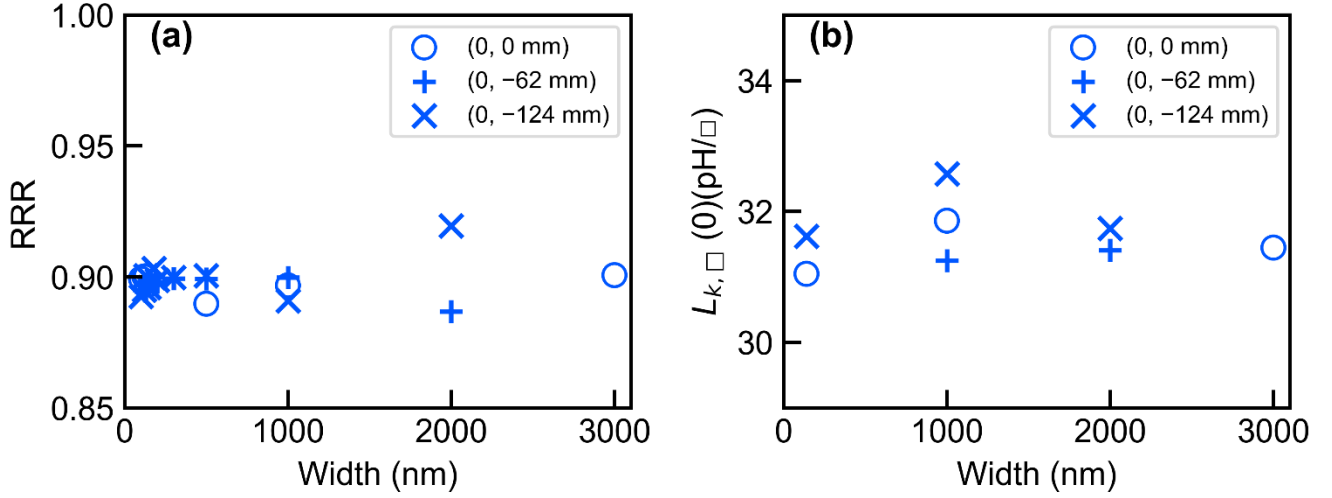 (a)
(0, 0 mm)
(0, −62 mm)
(0, −124 mm)
1.00
0.95
0.90
0.85
RRR
0
1000
2000
3000
Width (nm)
(b)
(0, 0 mm)
(0, −62 mm)
(0, −124 mm)
34
32
30
L_{k,□} (0)(pH/□)
0
1000
2000
3000
Width (nm)